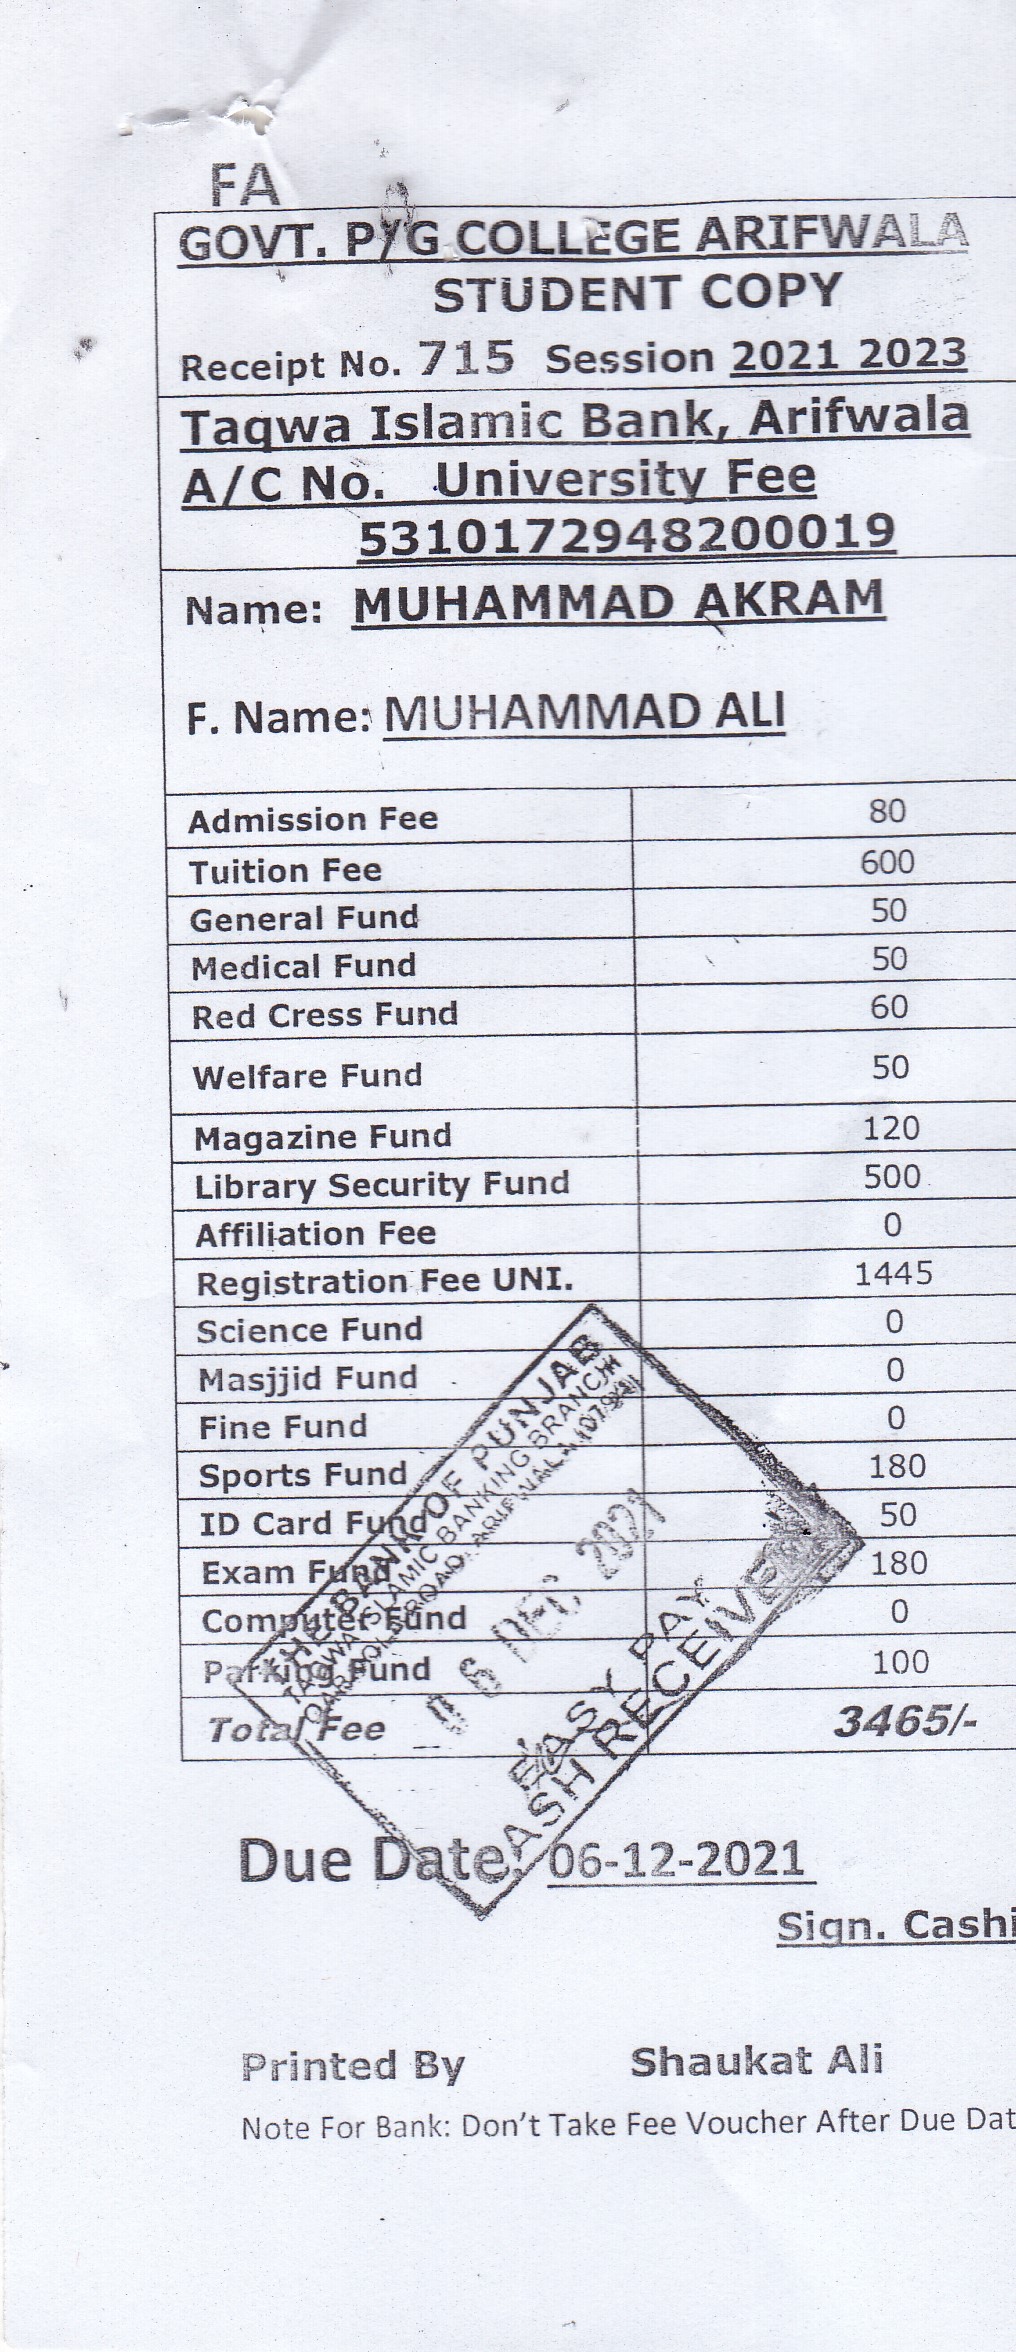 FA
GOVT. P/G COLLEGE ARIFWALA
STUDENT COPY
Receipt No. 715 Session 2021 2023
Taqwa Islamic Bank, Arifwala
A/C No. University Fee
5310172948200019
Name: MUHAMMAD AKRAM
F. Name: MUHAMMAD ALI
Admission Fee 80
Tuition Fee 600
General Fund 50
Medical Fund 50
Red Cress Fund 60
Welfare Fund 50
Magazine Fund 120
Library Security Fund 500
Affiliation Fee 0
Registration Fee UNI. 1445
Science Fund 0
Masjjid Fund 0
Fine Fund 0
Sports Fund 180
ID Card Fund 50
Exam Fund 180
Computer Fund 0
Parking Fund 100
Total Fee 3465/-
THE BANK OF PUNJAB
TAQWA ISLAMIC BANKING BRANCH
ROAD, ARIFWALA
06 DEC 2021
EASY PAY
CASH RECEIVED
Due Date: 06-12-2021
Sign. Cashi
Printed By Shaukat Ali
Note For Bank: Don't Take Fee Voucher After Due Dat